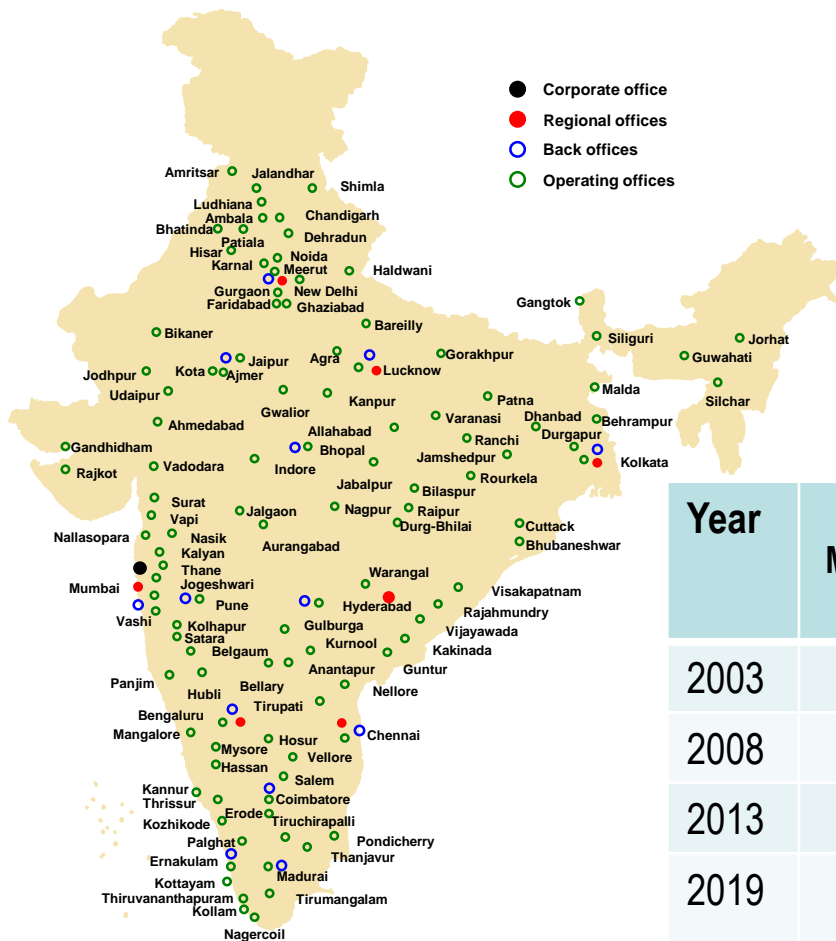 Corporate office
Regional offices
Back offices
Operating offices
Amritsar
Jalandhar
Shimla
Ludhiana
Ambala
Chandigarh
Bhatinda
Patiala
Dehradun
Hisar
Noida
Karnal
Meerut
Haldwani
Gurgaon
New Delhi
Faridabad
Ghaziabad
Gangtok
Bikaner
Bareilly
Siliguri
Jorhat
Jaipur
Agra
Gorakhpur
Guwahati
Jodhpur
Kota
Ajmer
Lucknow
Udaipur
Malda
Silchar
Gwalior
Kanpur
Patna
Ahmedabad
Varanasi
Dhanbad
Behrampur
Allahabad
Durgapur
Gandhidham
Bhopal
Ranchi
Jamshedpur
Kolkata
Rajkot
Vadodara
Indore
Jabalpur
Rourkela
Bilaspur
Surat
Jalgaon
Nagpur
Raipur
Vapi
Durg-Bhilai
Cuttack
Nallasopara
Nasik
Aurangabad
Bhubaneshwar
Kalyan
Thane
Warangal
Jogeshwari
Mumbai
Visakapatnam
Pune
Hyderabad
Rajahmundry
Vashi
Kolhapur
Gulburga
Vijayawada
Satara
Kurnool
Kakinada
Belgaum
Guntur
Anantapur
Panjim
Hubli
Bellary
Nellore
Tirupati
Bengaluru
Mangalore
Hosur
Chennai
Mysore
Vellore
Hassan
Salem
Kannur
Thrissur
Coimbatore
Erode
Tiruchirapalli
Kozhikode
Palghat
Pondicherry
Thanjavur
Ernakulam
Madurai
Kottayam
Thiruvananthapuram
Tirumangalam
Kollam
Nagercoil
Year
M
2003
2008
2013
2019